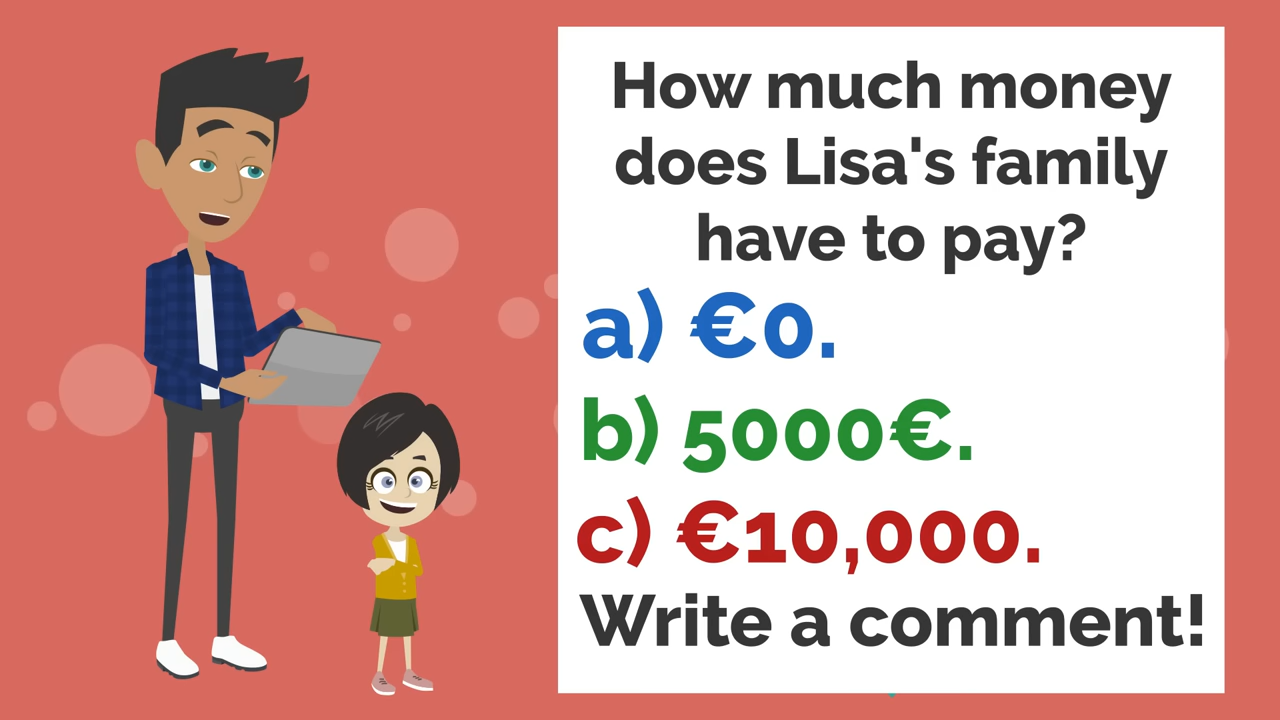 How much money
does Lisa's family
have to pay?
a) €0.
b) 5000€.
c) €10,000.
Write a comment!